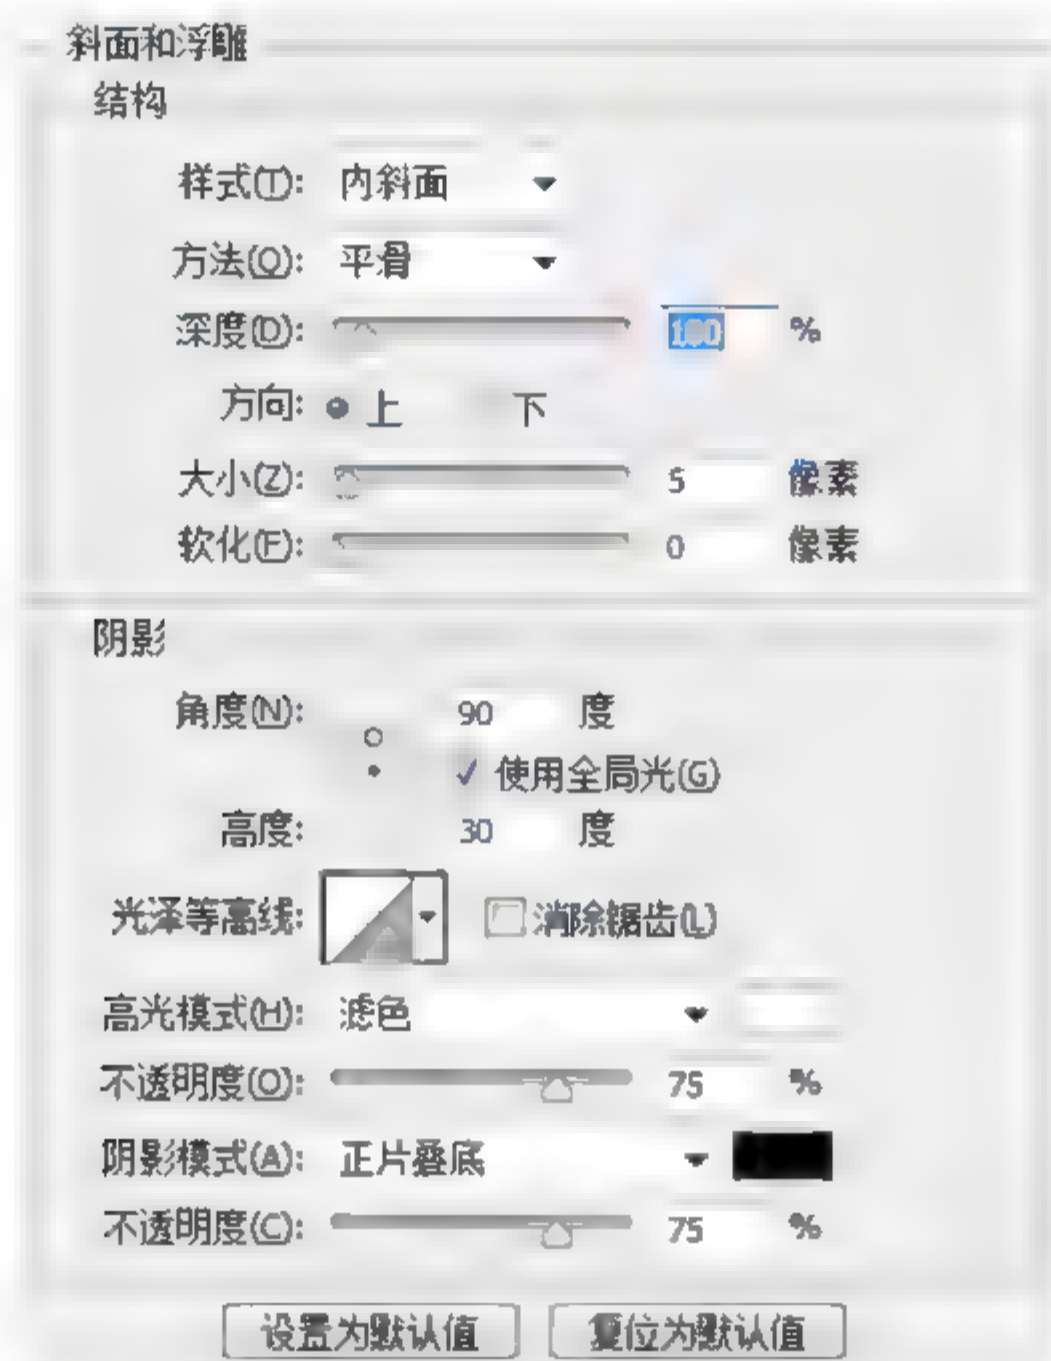 斜面和浮雕
结构
样式(T): 内斜面
方法(Q): 平滑
深度(D): 100 %
方向: 上 下
大小(Z): 5 像素
软化(F): 0 像素
阴影
角度(N): 90 度
使用全局光(G)
高度: 30 度
光泽等高线: 消除锯齿(L)
高光模式(H): 滤色
不透明度(O): 75 %
阴影模式(A): 正片叠底
不透明度(C): 75 %
设置为默认值 复位为默认值